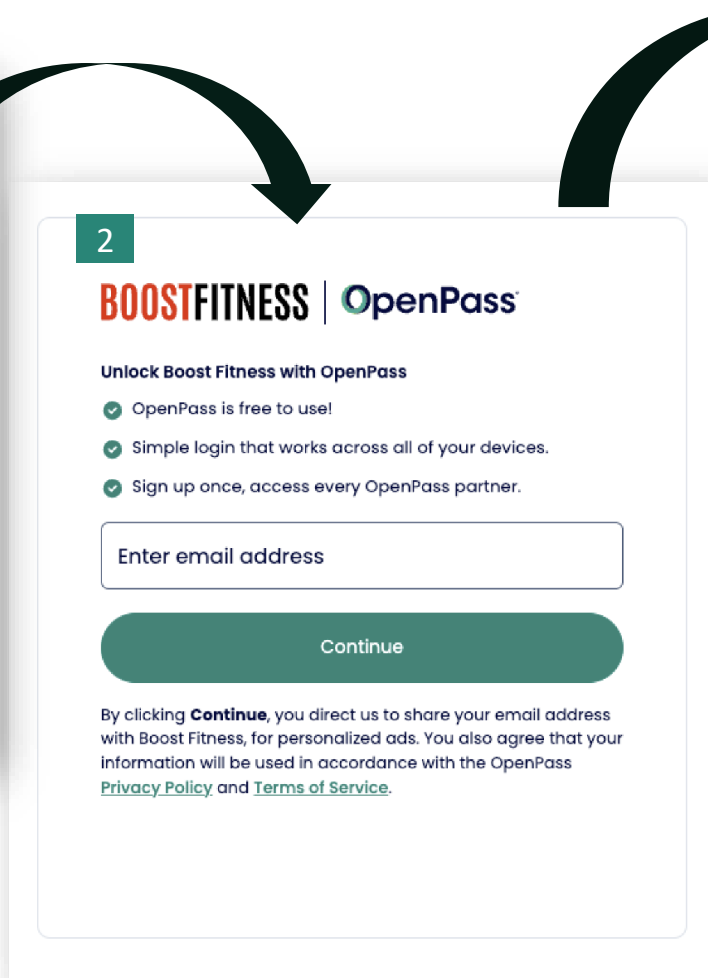 2
BOOSTFITNESS | OpenPass
Unlock Boost Fitness with OpenPass
OpenPass is free to use!
Simple login that works across all of your devices.
Sign up once, access every OpenPass partner.
Enter email address
Continue
By clicking Continue, you direct us to share your email address
with Boost Fitness, for personalized ads. You also agree that your
information will be used in accordance with the OpenPass
Privacy Policy and Terms of Service.